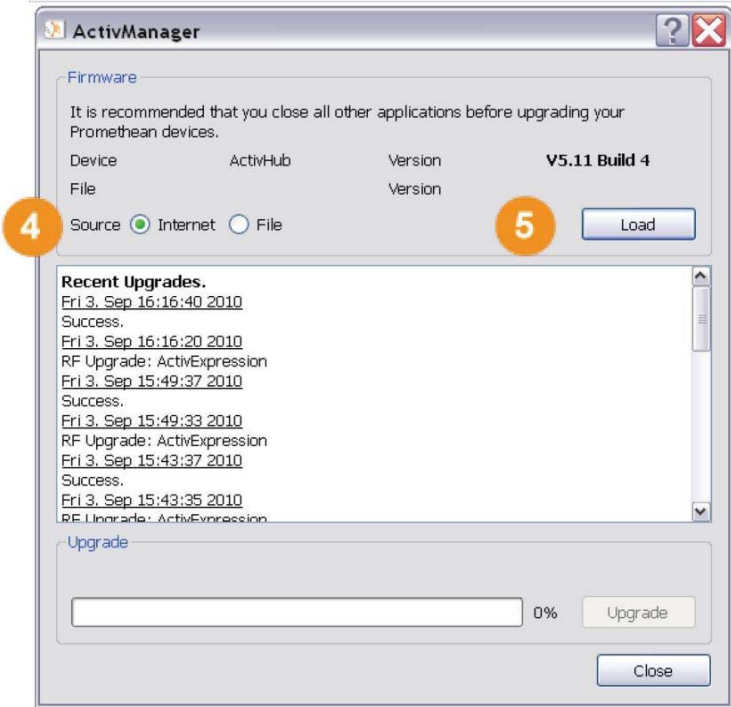 ActivManager
Firmware
It is recommended that you close all other applications before upgrading your
Promethean devices.
Device ActivHub Version V5.11 Build 4
File Version
4 Source Internet File 5 Load
Recent Upgrades.
Fri 3. Sep 16:16:40 2010
Success.
Fri 3. Sep 16:16:20 2010
RF Upgrade: ActivExpression
Fri 3. Sep 15:49:37 2010
Success.
Fri 3. Sep 15:49:33 2010
RF Upgrade: ActivExpression
Fri 3. Sep 15:43:37 2010
Success.
Fri 3. Sep 15:43:35 2010
RF Upgrade: ActivExpression
Upgrade
0% Upgrade
Close